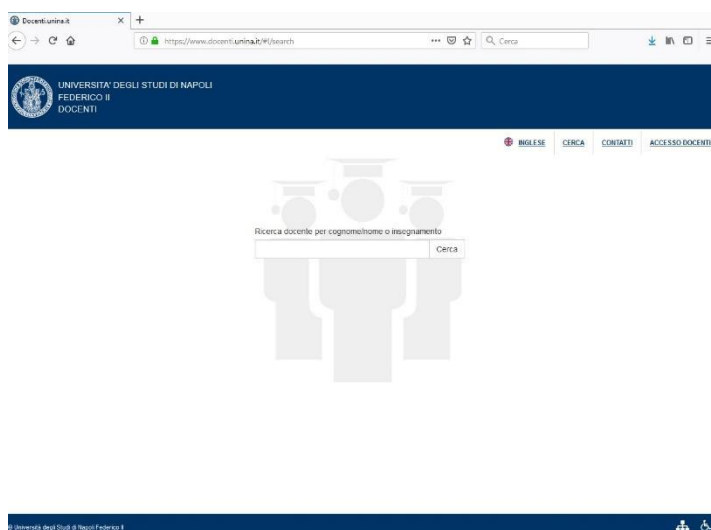 Docenti.unina.it
https://www.docenti.unina.it/#!/search
Cerca
UNIVERSITA' DEGLI STUDI DI NAPOLI
FEDERICO II
DOCENTI
INGLESE CERCA CONTATTI ACCESSO DOCENTI
Ricerca docente per cognome/nome o insegnamento
Cerca
© Università degli Studi di Napoli Federico II